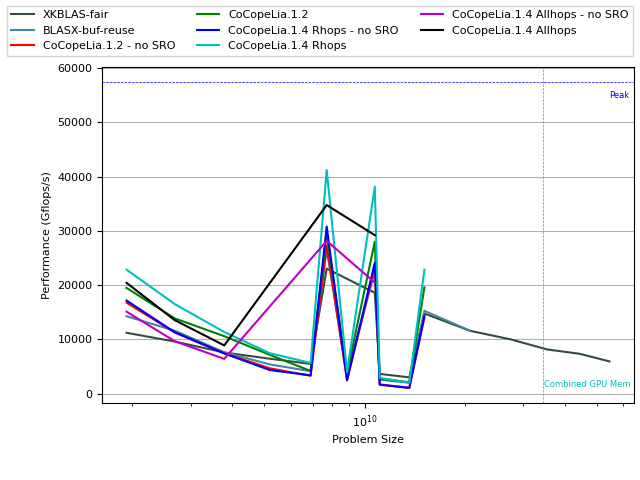 XKBLAS-fair
BLASX-buf-reuse
CoCopeLia.1.2 - no SRO
CoCopeLia.1.2
CoCopeLia.1.4 Rhops - no SRO
CoCopeLia.1.4 Rhops
CoCopeLia.1.4 Allhops - no SRO
CoCopeLia.1.4 Allhops
60000
50000
40000
30000
20000
10000
0
Performance (Gflops/s)
Peak
Combined GPU Mem
10^10
Problem Size